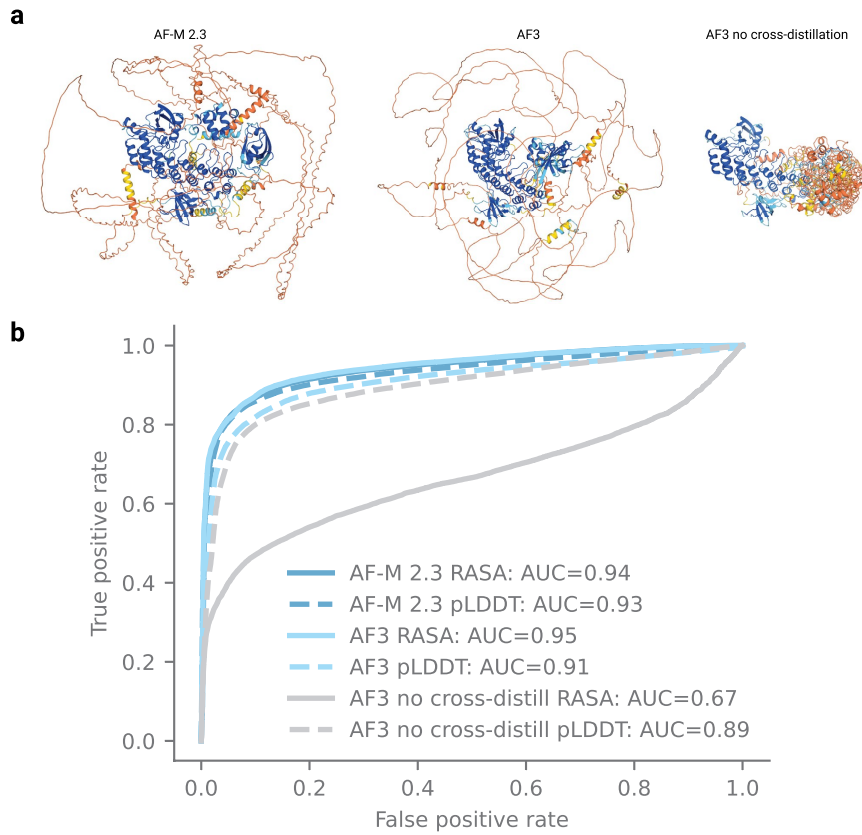 a
AF-M 2.3
AF3
AF3 no cross-distillation
b
1.0
0.8
0.6
0.4
0.2
0.0
True positive rate
AF-M 2.3 RASA: AUC=0.94
AF-M 2.3 pLDDT: AUC=0.93
AF3 RASA: AUC=0.95
AF3 pLDDT: AUC=0.91
AF3 no cross-distill RASA: AUC=0.67
AF3 no cross-distill pLDDT: AUC=0.89
0.0 0.2 0.4 0.6 0.8 1.0
False positive rate